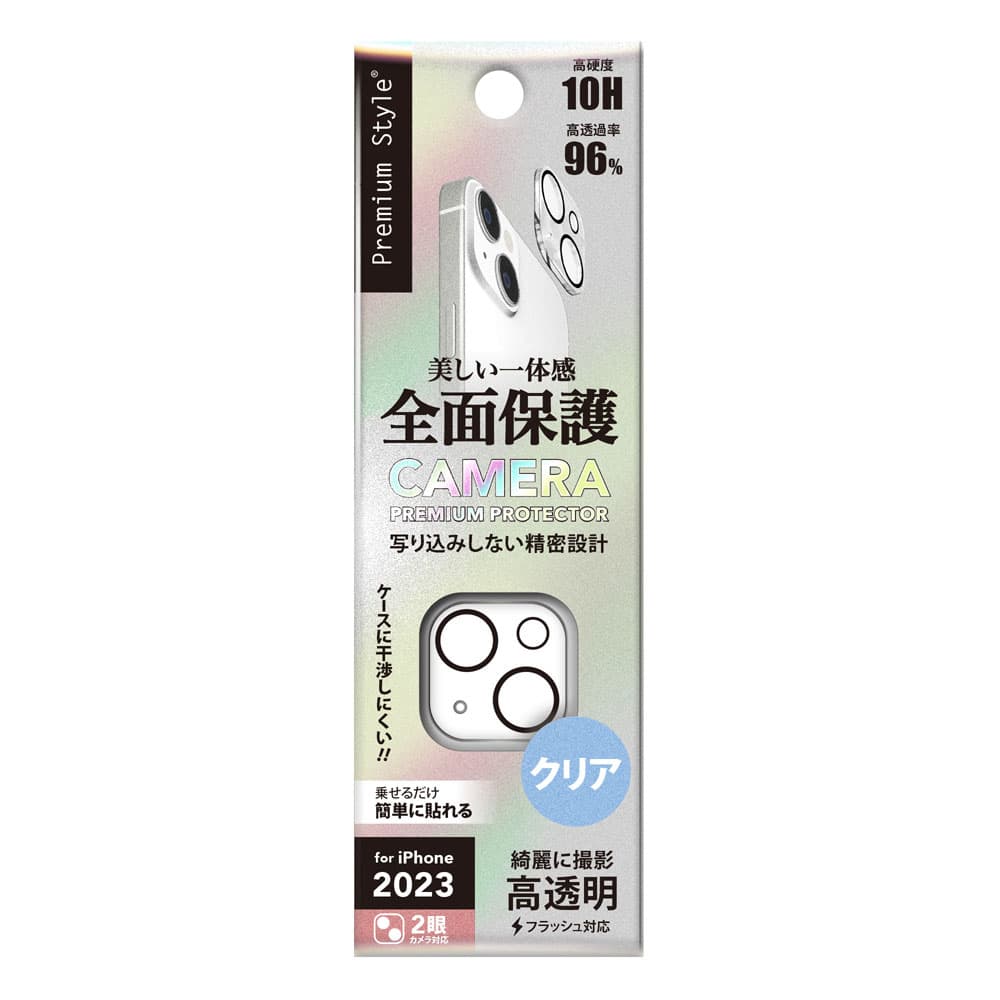 Premium Style®
高硬度
10H
高透過率
96%
美しい一体感
全面保護
CAMERA
PREMIUM PROTECTOR
写り込みしない精密設計
ケースに干渉しにくい!!
クリア
乗せるだけ
簡単に貼れる
for iPhone
2023
2眼
カメラ対応
綺麗に撮影
高透明
フラッシュ対応